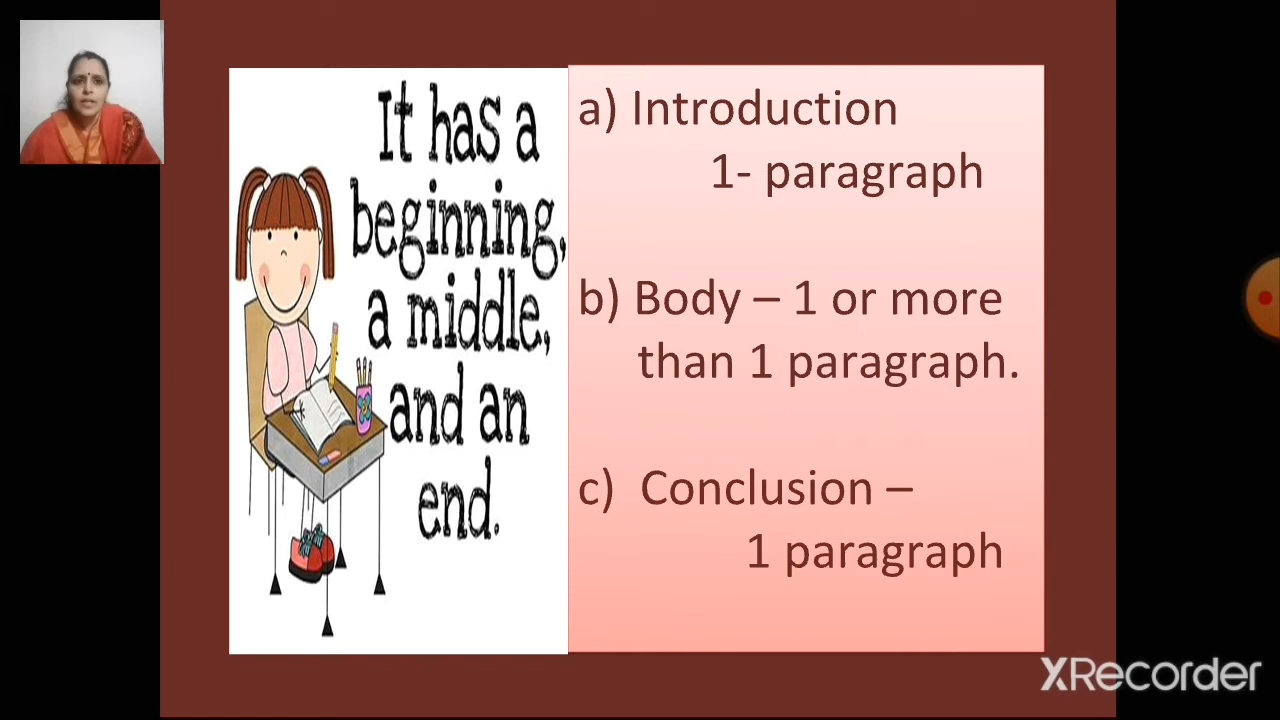 It has a
beginning,
a middle,
and an
end.
a) Introduction
1- paragraph
b) Body – 1 or more
than 1 paragraph.
c) Conclusion –
1 paragraph
XRecorder